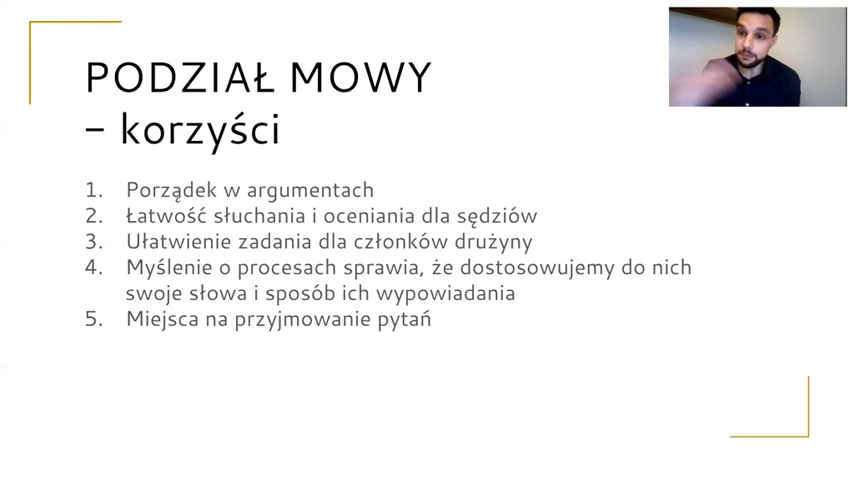 PODZIAŁ MOWY
– korzyści
1. Porządek w argumentach
2. Łatwość słuchania i oceniania dla sędziów
3. Ułatwienie zadania dla członków drużyny
4. Myślenie o procesach sprawia, że dostosowujemy do nich
swoje słowa i sposób ich wypowiadania
5. Miejsca na przyjmowanie pytań